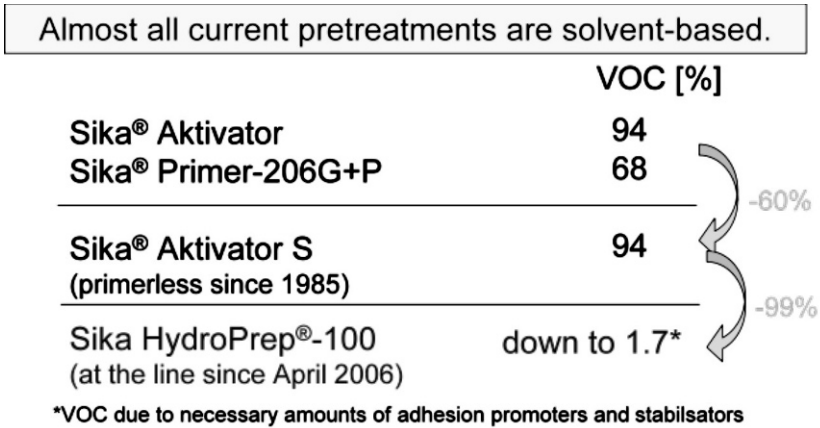 Almost all current pretreatments are solvent-based.
VOC [%]
Sika® Aktivator 94
Sika® Primer-206G+P 68
-60%
Sika® Aktivator S 94
(primerless since 1985)
-99%
Sika HydroPrep®-100 down to 1.7*
(at the line since April 2006)
*VOC due to necessary amounts of adhesion promoters and stabilsators